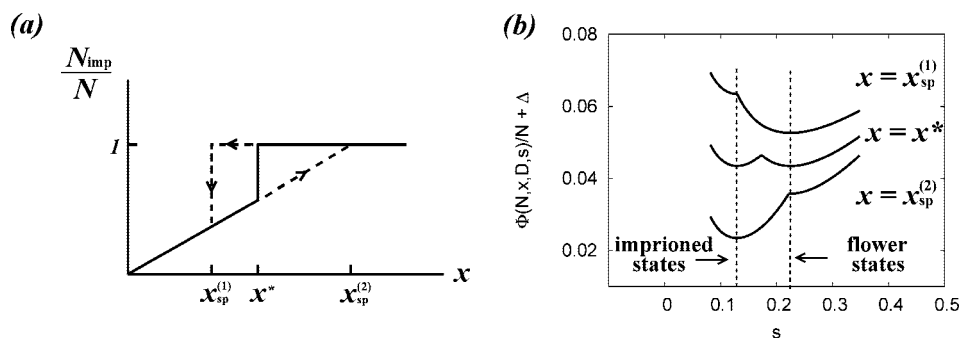 (a)
N_imp
N
1
x_sp^(1)
x*
x_sp^(2)
x
(b)
Φ(N,x,D,s)/N + Δ
0.08
0.06
0.04
0.02
x = x_sp^(1)
x = x*
x = x_sp^(2)
imprioned
states
flower
states
0
0.1
0.2
0.3
0.4
0.5
s